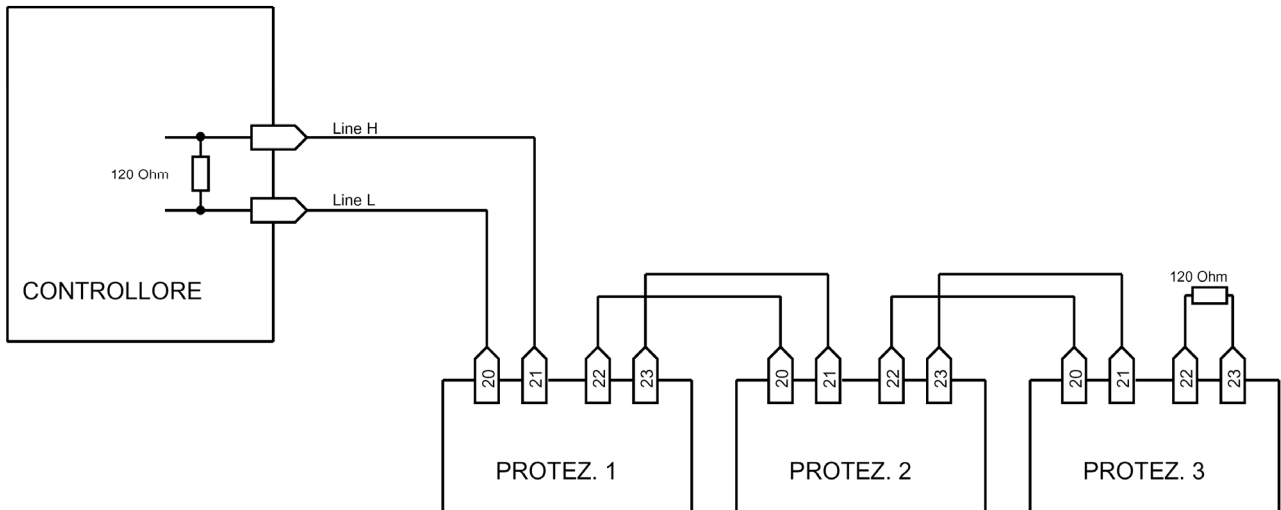 Line H
120 Ohm
Line L
CONTROLLORE
120 Ohm
20
21
22
23
20
21
22
23
20
21
22
23
PROTEZ. 1
PROTEZ. 2
PROTEZ. 3